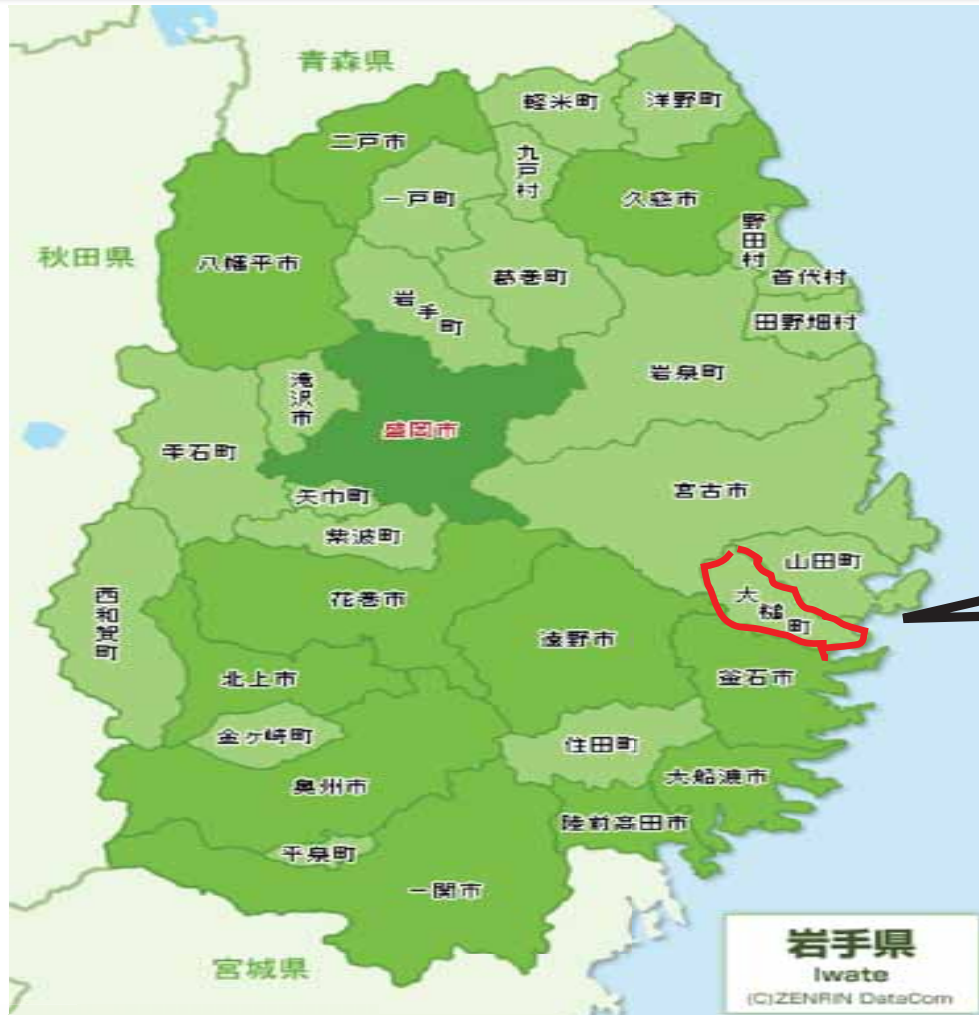 青森県
軽米町
洋野町
二戸市
九戸村
一戸町
久慈市
野田村
秋田県
八幡平市
葛巻町
普代村
岩手町
田野畑村
滝沢市
岩泉町
盛岡市
雫石町
矢巾町
宮古市
紫波町
山田町
西和賀町
花巻市
大槌町
遠野市
北上市
釜石市
金ヶ崎町
住田町
奥州市
大船渡市
陸前高田市
平泉町
一関市
宮城県
岩手県
Iwate
(C)ZENRIN DataCom